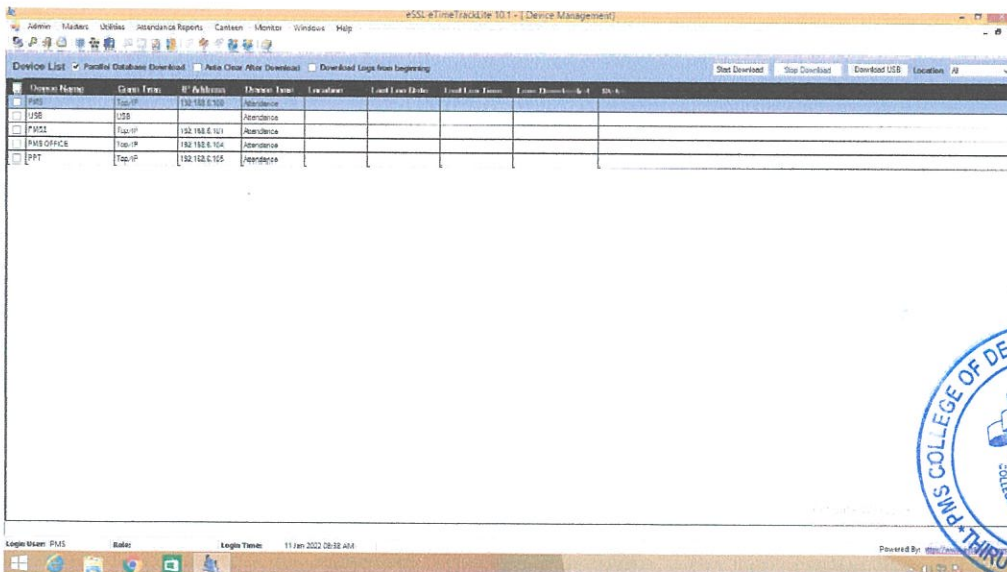 eSSL eTimeTrackLite 10.1 - [ Device Management]
Admin Masters Utilities Attendance Reports Canteen Monitor Windows Help
Device List Parallel Database Download Auto Clear After Download Download Logs from beginning Start Download Stop Download Download USB Location All
Device Name Conn Type IP Address Device Type Location Last Log Date Last Log Time Logs Downloaded
PMS Tcp/IP Attendance
USB USB Attendance
PMS2 Tcp/IP 192.168.6.101 Attendance
PMS OFFICE Tcp/IP 192.168.6.104 Attendance
PPT Tcp/IP 192.168.6.105 Attendance
PMS COLLEGE OF DE
Login User: PMS Role: Login Time: 11 Jan 2022 08:38 AM
Powered By: